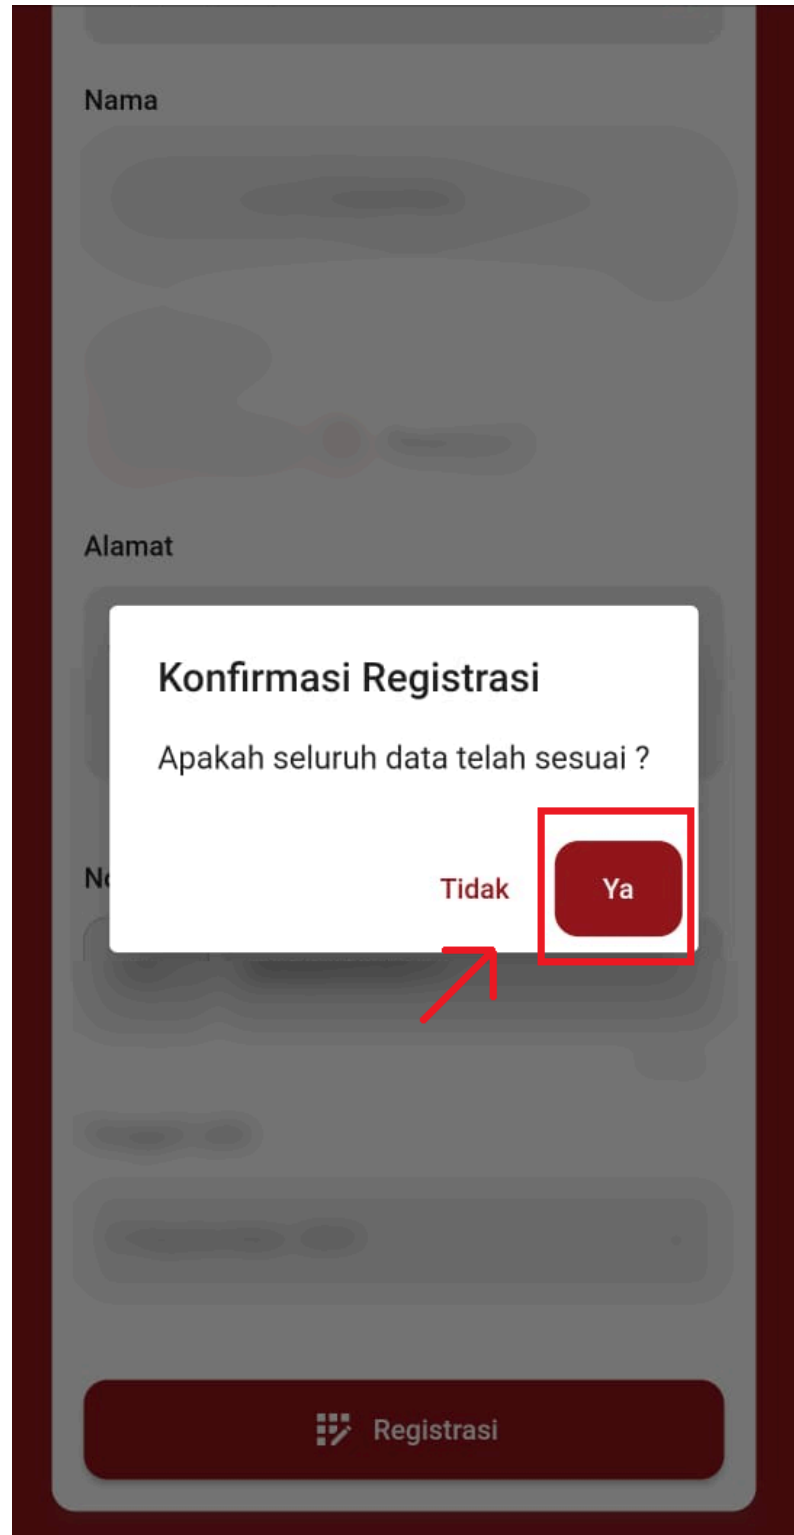 Nama
Alamat
Konfirmasi Registrasi
Apakah seluruh data telah sesuai ?
Tidak
Ya
Registrasi